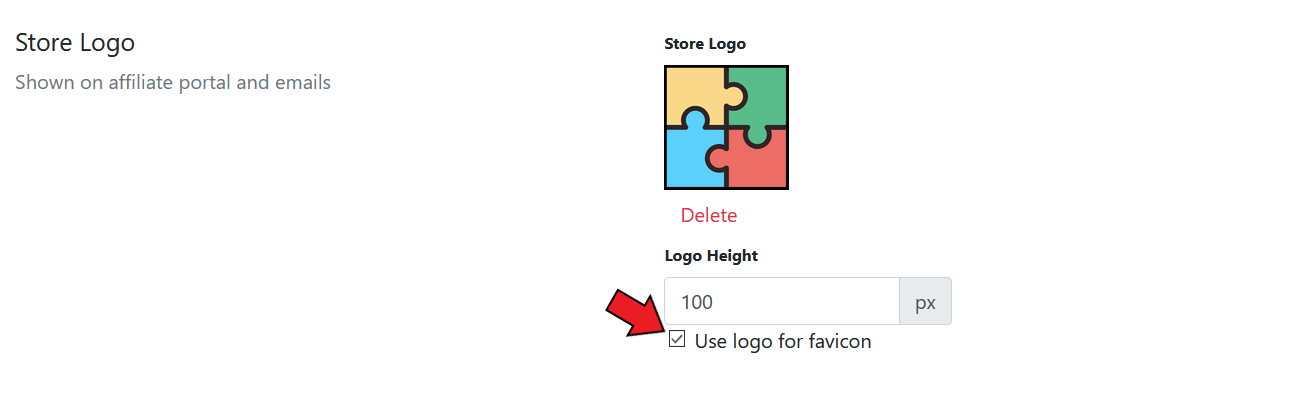 Store Logo
Shown on affiliate portal and emails
Store Logo
Delete
Logo Height
100 px
Use logo for favicon